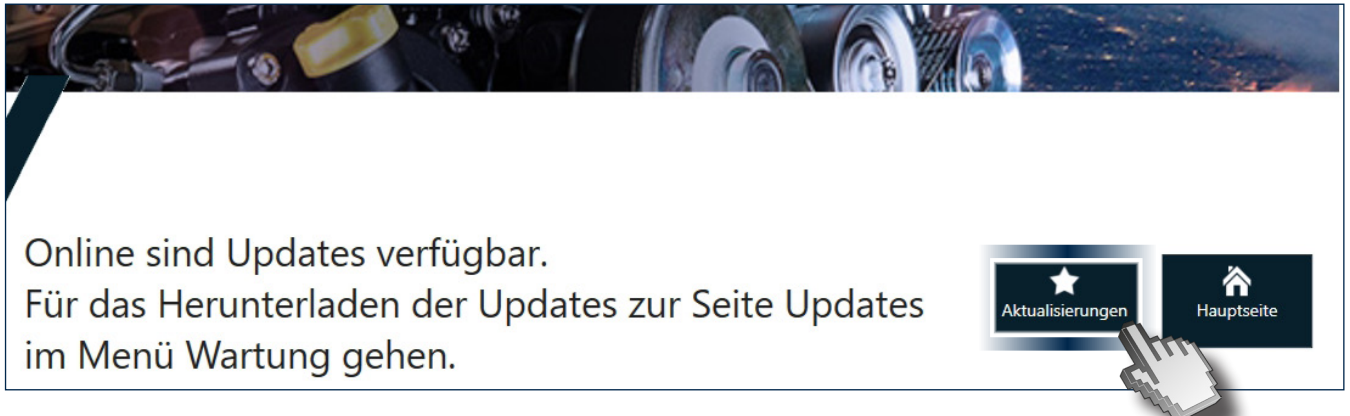 Online sind Updates verfügbar.
Für das Herunterladen der Updates zur Seite Updates
im Menü Wartung gehen.
Aktualisierungen
Hauptseite